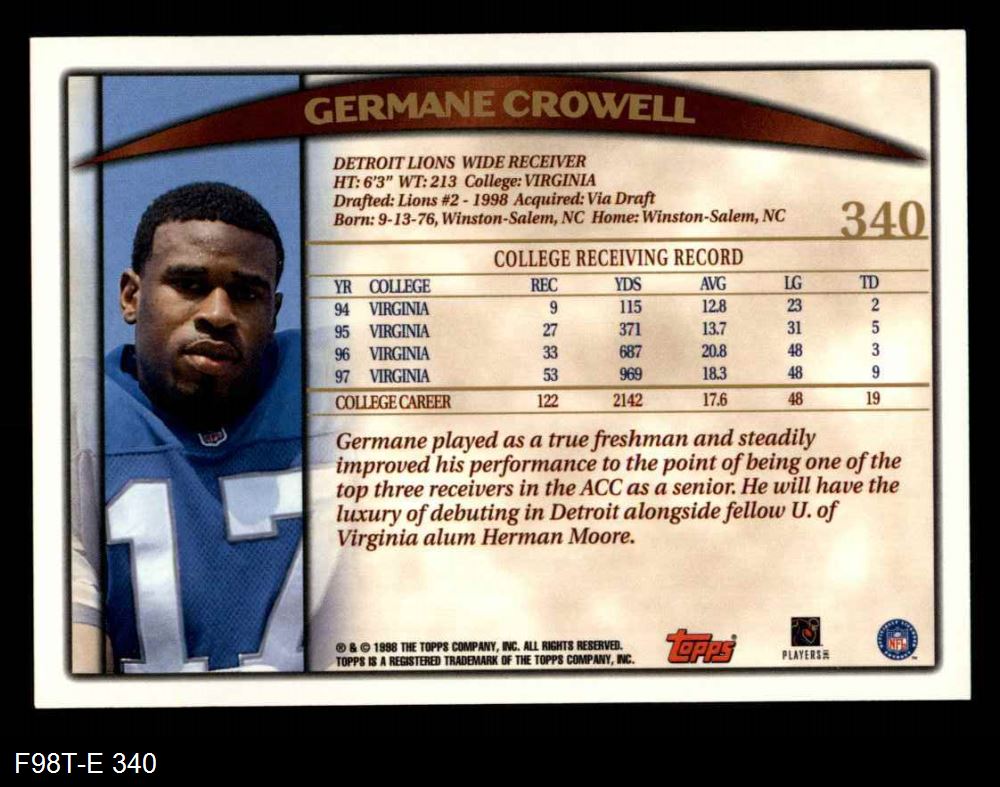 GERMANE CROWELL
DETROIT LIONS WIDE RECEIVER
HT: 6'3" WT: 213 College: VIRGINIA
Drafted: Lions #2 - 1998 Acquired: Via Draft
Born: 9-13-76, Winston-Salem, NC Home: Winston-Salem, NC
340
COLLEGE RECEIVING RECORD
YR COLLEGE REC YDS AVG LG TD
94 VIRGINIA 9 115 12.8 23 2
95 VIRGINIA 27 371 13.7 31 5
96 VIRGINIA 33 687 20.8 48 3
97 VIRGINIA 53 969 18.3 48 9
COLLEGE CAREER 122 2142 17.6 48 19
Germane played as a true freshman and steadily
improved his performance to the point of being one of the
top three receivers in the ACC as a senior. He will have the
luxury of debuting in Detroit alongside fellow U. of
Virginia alum Herman Moore.
17
® & © 1998 THE TOPPS COMPANY, INC. ALL RIGHTS RESERVED.
TOPPS IS A REGISTERED TRADEMARK OF THE TOPPS COMPANY, INC.
Topps®
PLAYERS
NFL
F98T-E 340